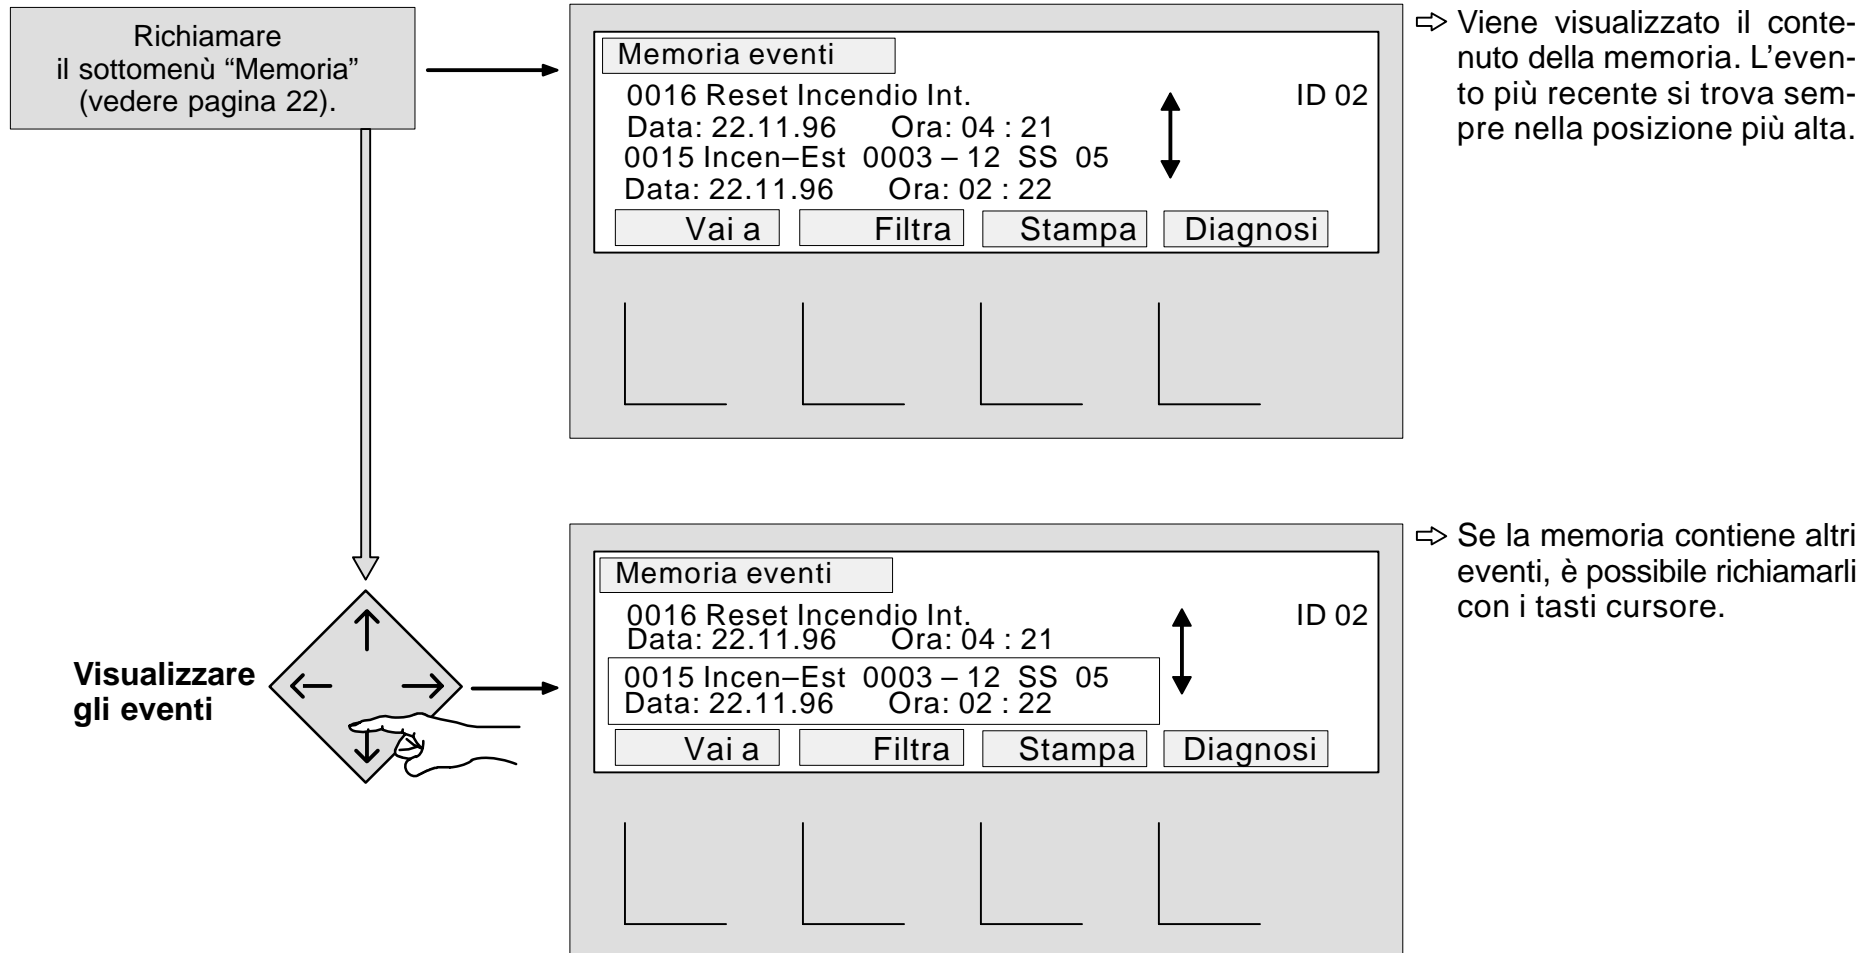 Richiamare
il sottomenù “Memoria”
(vedere pagina 22).
Memoria eventi
0016 Reset Incendio Int. ID 02
Data: 22.11.96 Ora: 04 : 21
0015 Incen–Est 0003 – 12 SS 05
Data: 22.11.96 Ora: 02 : 22
Vai a Filtra Stampa Diagnosi
Viene visualizzato il conte-
nuto della memoria. L'even-
to più recente si trova sem-
pre nella posizione più alta.
Visualizzare
gli eventi
Memoria eventi
0016 Reset Incendio Int. ID 02
Data: 22.11.96 Ora: 04 : 21
0015 Incen–Est 0003 – 12 SS 05
Data: 22.11.96 Ora: 02 : 22
Vai a Filtra Stampa Diagnosi
Se la memoria contiene altri
eventi, è possibile richiamarli
con i tasti cursore.